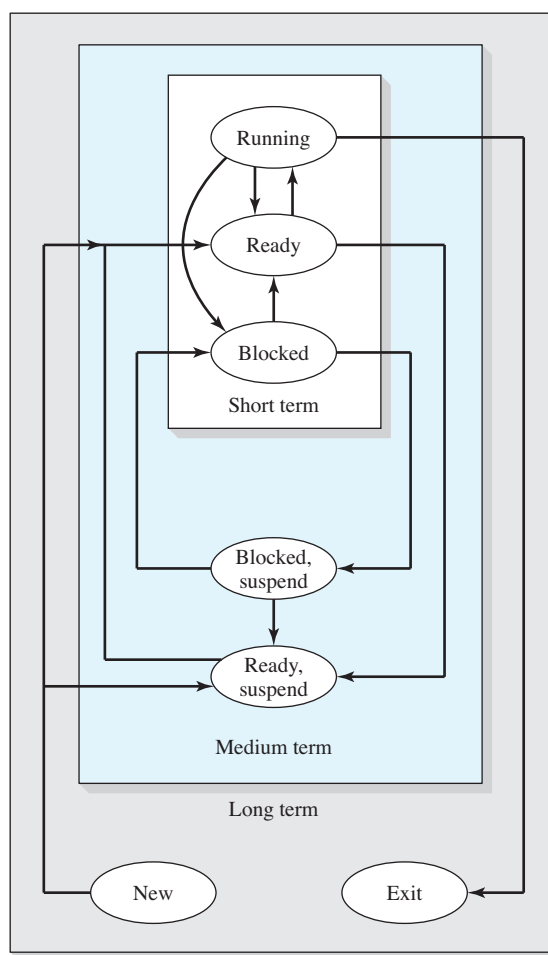 Running
Ready
Blocked
Short term
Blocked,
suspend
Ready,
suspend
Medium term
Long term
New
Exit